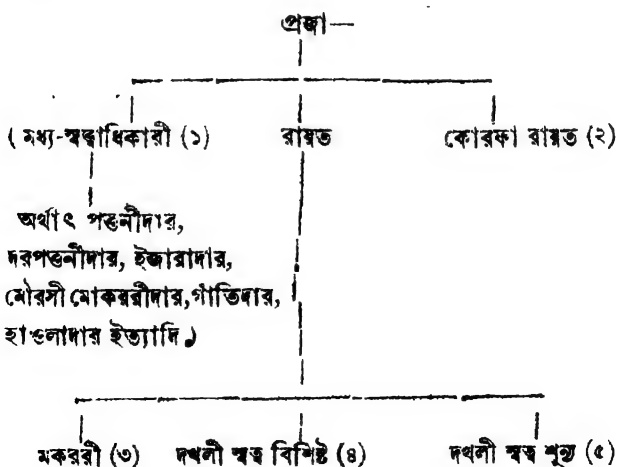 প্রজা—
( মধ্য-স্বত্বাধিকারী (১) রায়ত কোরফা রায়ত (২)
অর্থাৎ পত্তনীদার,
দরপত্তনীদার, ইজারাদার,
মৌরসী মোকররীদার, গাঁতিদার,
হাওলাদার ইত্যাদি )
মকররী (৩) দখলী স্বত্ব বিশিষ্ট (৪) দখলী স্বত্ব শূন্য (৫)